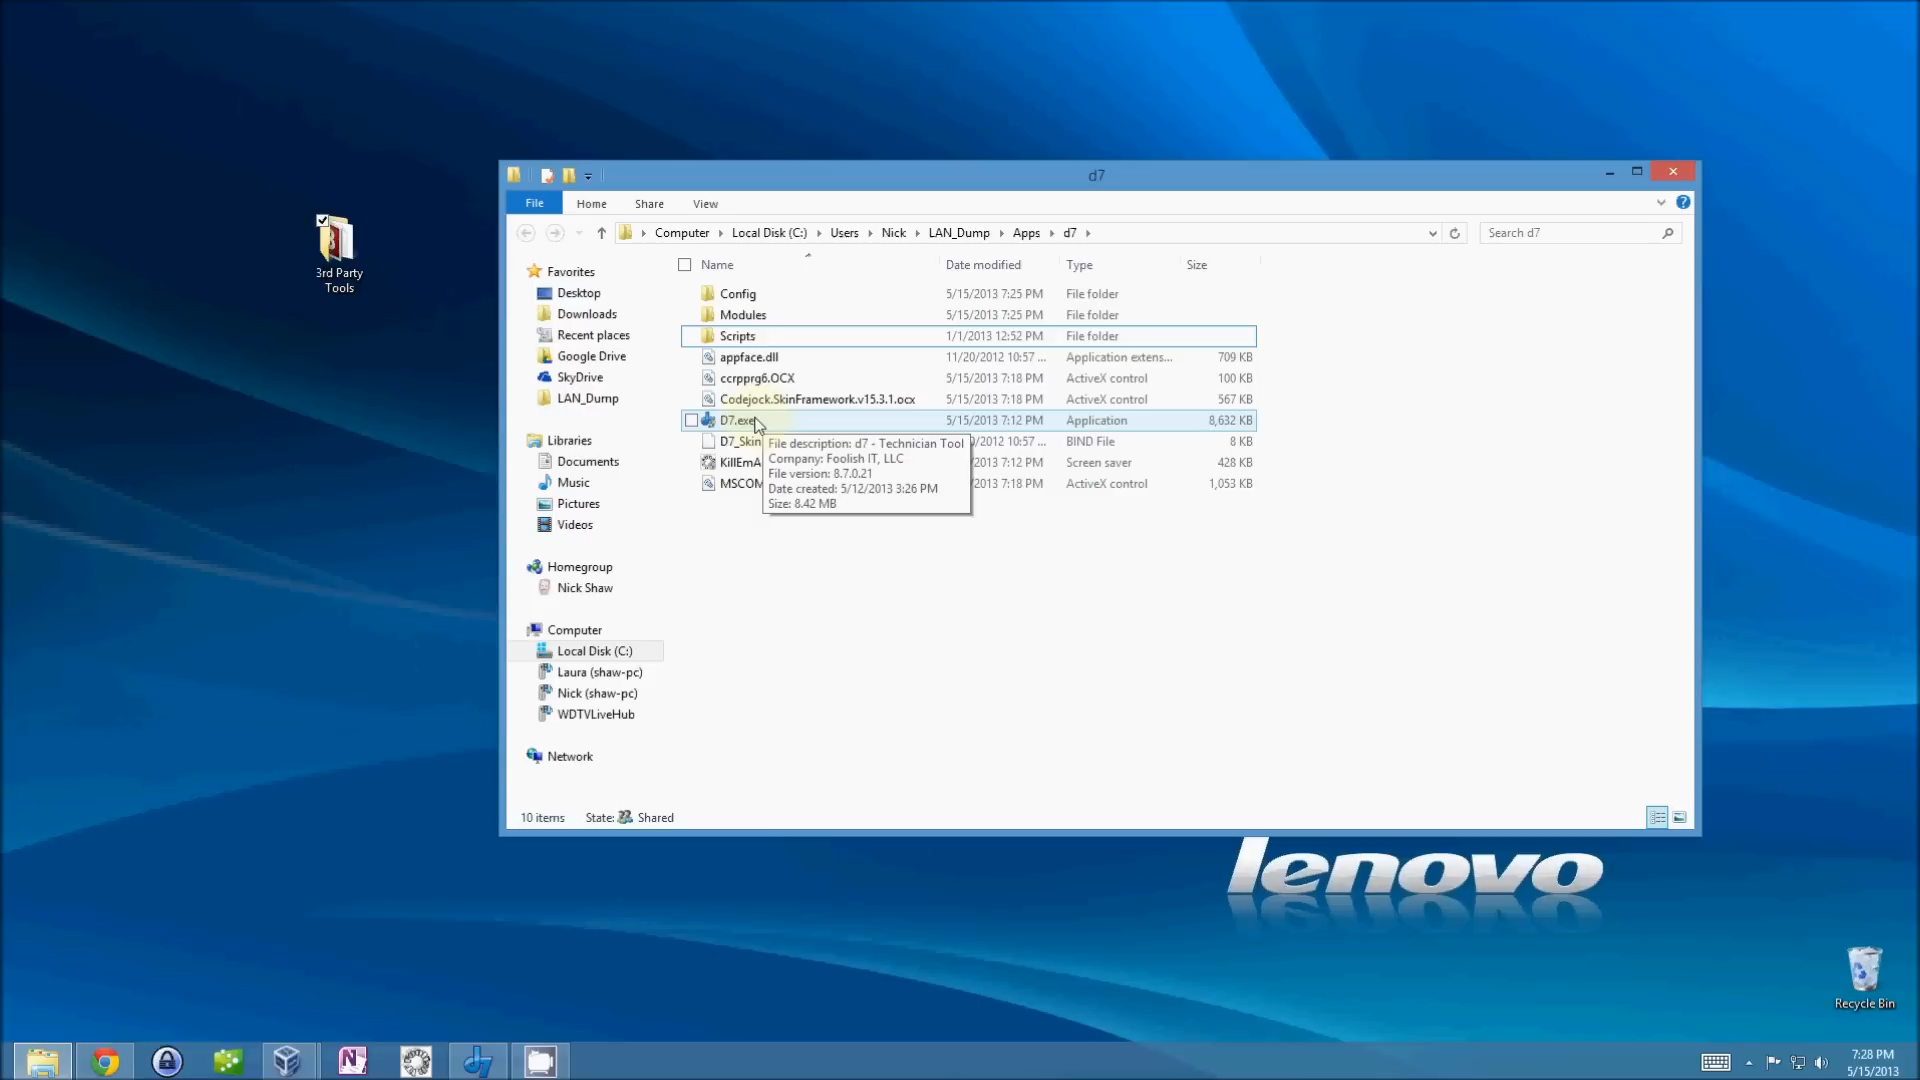 d7
File Home Share View
Computer Local Disk (C:) Users Nick LAN_Dump Apps d7
Search d7
Name Date modified Type Size
3rd Party
Tools
Favorites
Desktop
Downloads
Recent places
Google Drive
SkyDrive
LAN_Dump
Libraries
Documents
Music
Pictures
Videos
Homegroup
Nick Shaw
Computer
Local Disk (C:)
Laura (shaw-pc)
Nick (shaw-pc)
WDTVLiveHub
Network
Config 5/15/2013 7:25 PM File folder
Modules 5/15/2013 7:25 PM File folder
Scripts 1/1/2013 12:52 PM File folder
appface.dll 11/20/2012 10:57 ... Application extens... 709 KB
ccrpprg6.OCX 5/15/2013 7:18 PM ActiveX control 100 KB
Codejock.SkinFramework.v15.3.1.ocx 5/15/2013 7:18 PM ActiveX control 567 KB
D7.exe 5/15/2013 7:12 PM Application 8,632 KB
D7_Skin 0/2012 10:57 ... BIND File 8 KB
KillEmA 2013 7:12 PM Screen saver 428 KB
MSCOM 2013 7:18 PM ActiveX control 1,053 KB
File description: d7 - Technician Tool
Company: Foolish IT, LLC
File version: 8.7.0.21
Date created: 5/12/2013 3:26 PM
Size: 8.42 MB
10 items State: Shared
lenovo
Recycle Bin
7:28 PM
5/15/2013